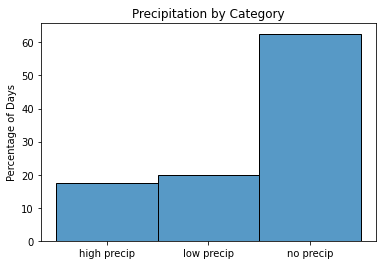 Precipitation by Category
Percentage of Days
60
50
40
30
20
10
0
high precip
low precip
no precip